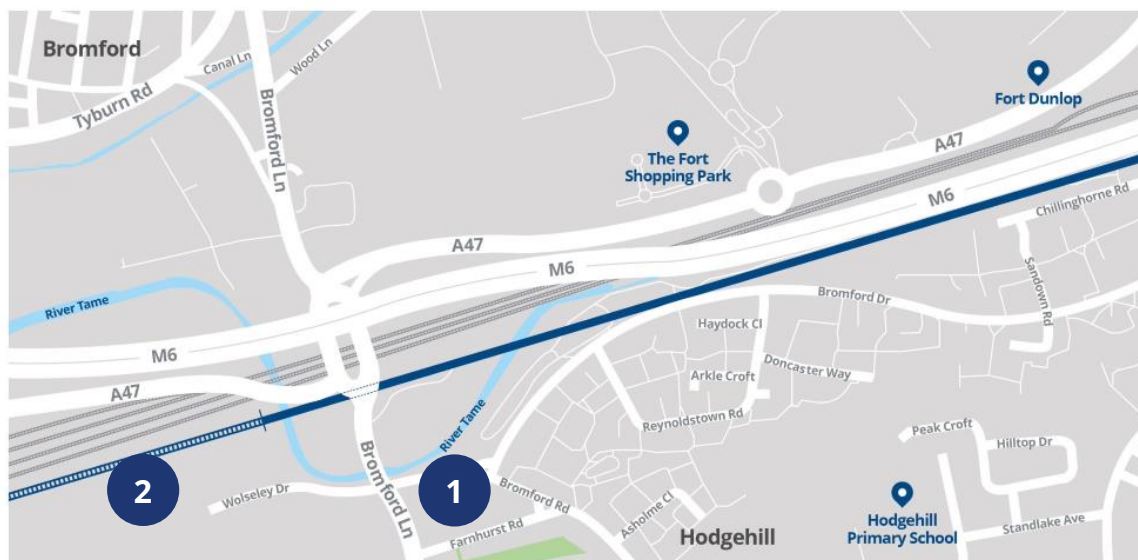 Bromford
Canal Ln
Wood Ln
Tyburn Rd
Bromford Ln
Fort Dunlop
The Fort
Shopping Park
A47
M6
Chillinghorne Rd
A47
M6
Sandown Rd
River Tame
Bromford Dr
Haydock Cl
M6
Doncaster Way
Arkle Croft
A47
Reynoldstown Rd
River Tame
Peak Croft
Hilltop Dr
Bromford Ln
2
1
Wolseley Dr
Bromford Rd
Asholme Cl
Farnhurst Rd
Hodgehill
Hodgehill
Primary School
Standlake Ave